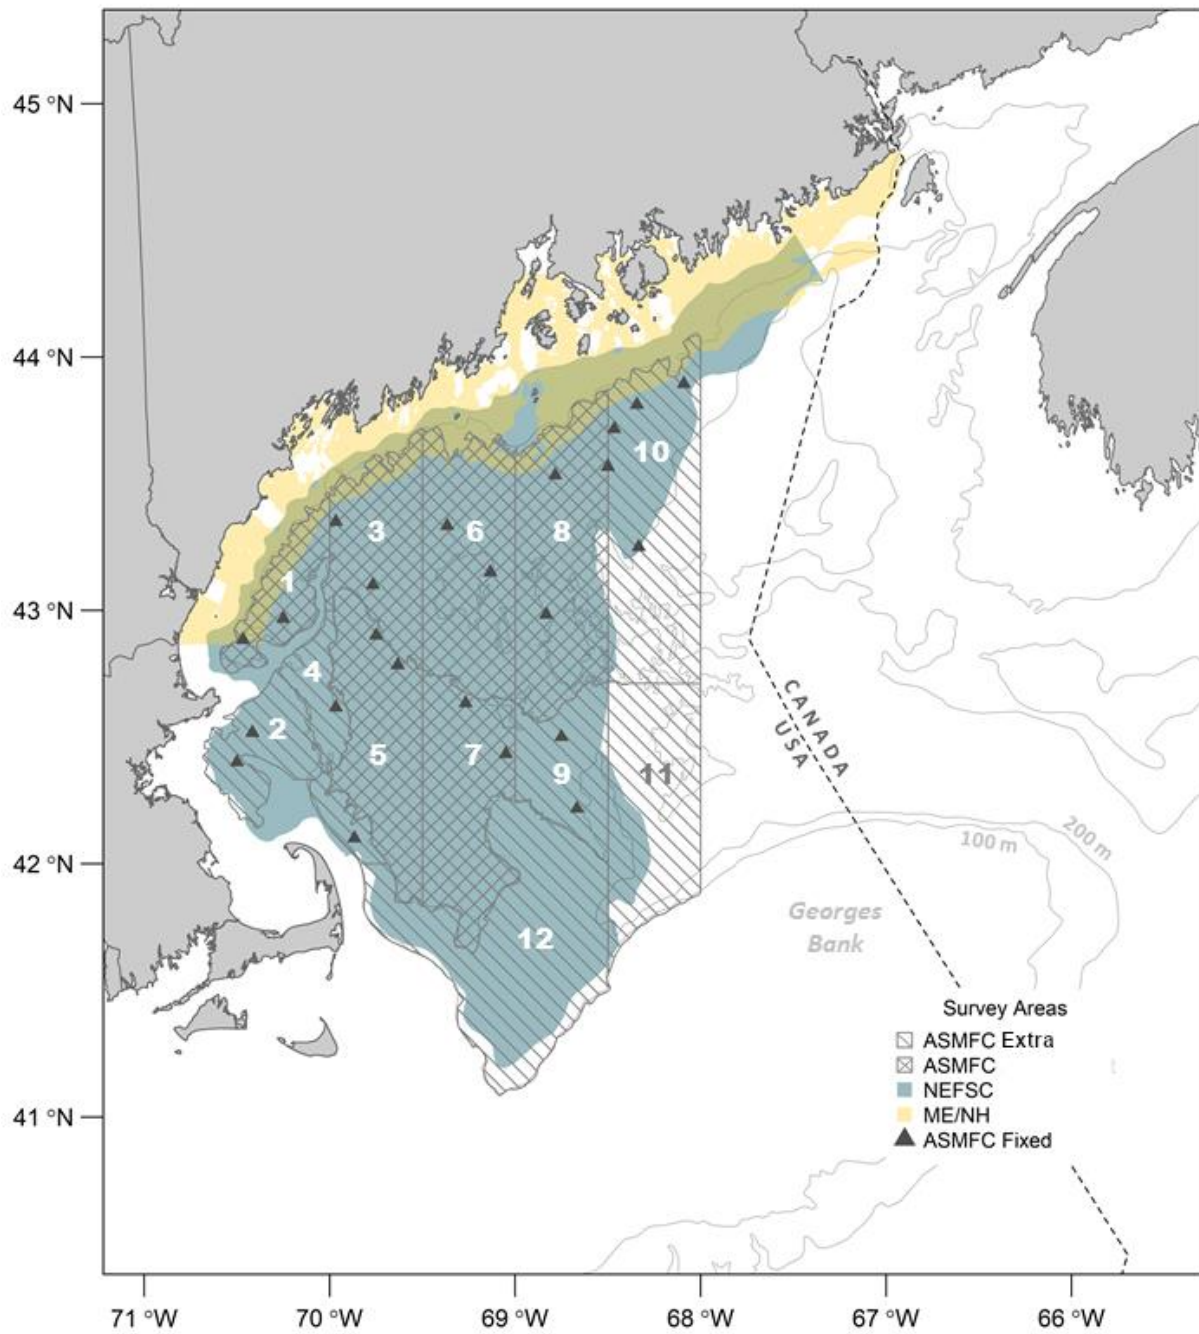 45 °N
44 °N
10
3
6
8
43 °N
1
4
CANADA
USA
2
5
7
9
11
42 °N
100 m
200 m
Georges
Bank
12
Survey Areas
ASMFC Extra
ASMFC
NEFSC
ME/NH
ASMFC Fixed
41 °N
71 °W
70 °W
69 °W
68 °W
67 °W
66 °W